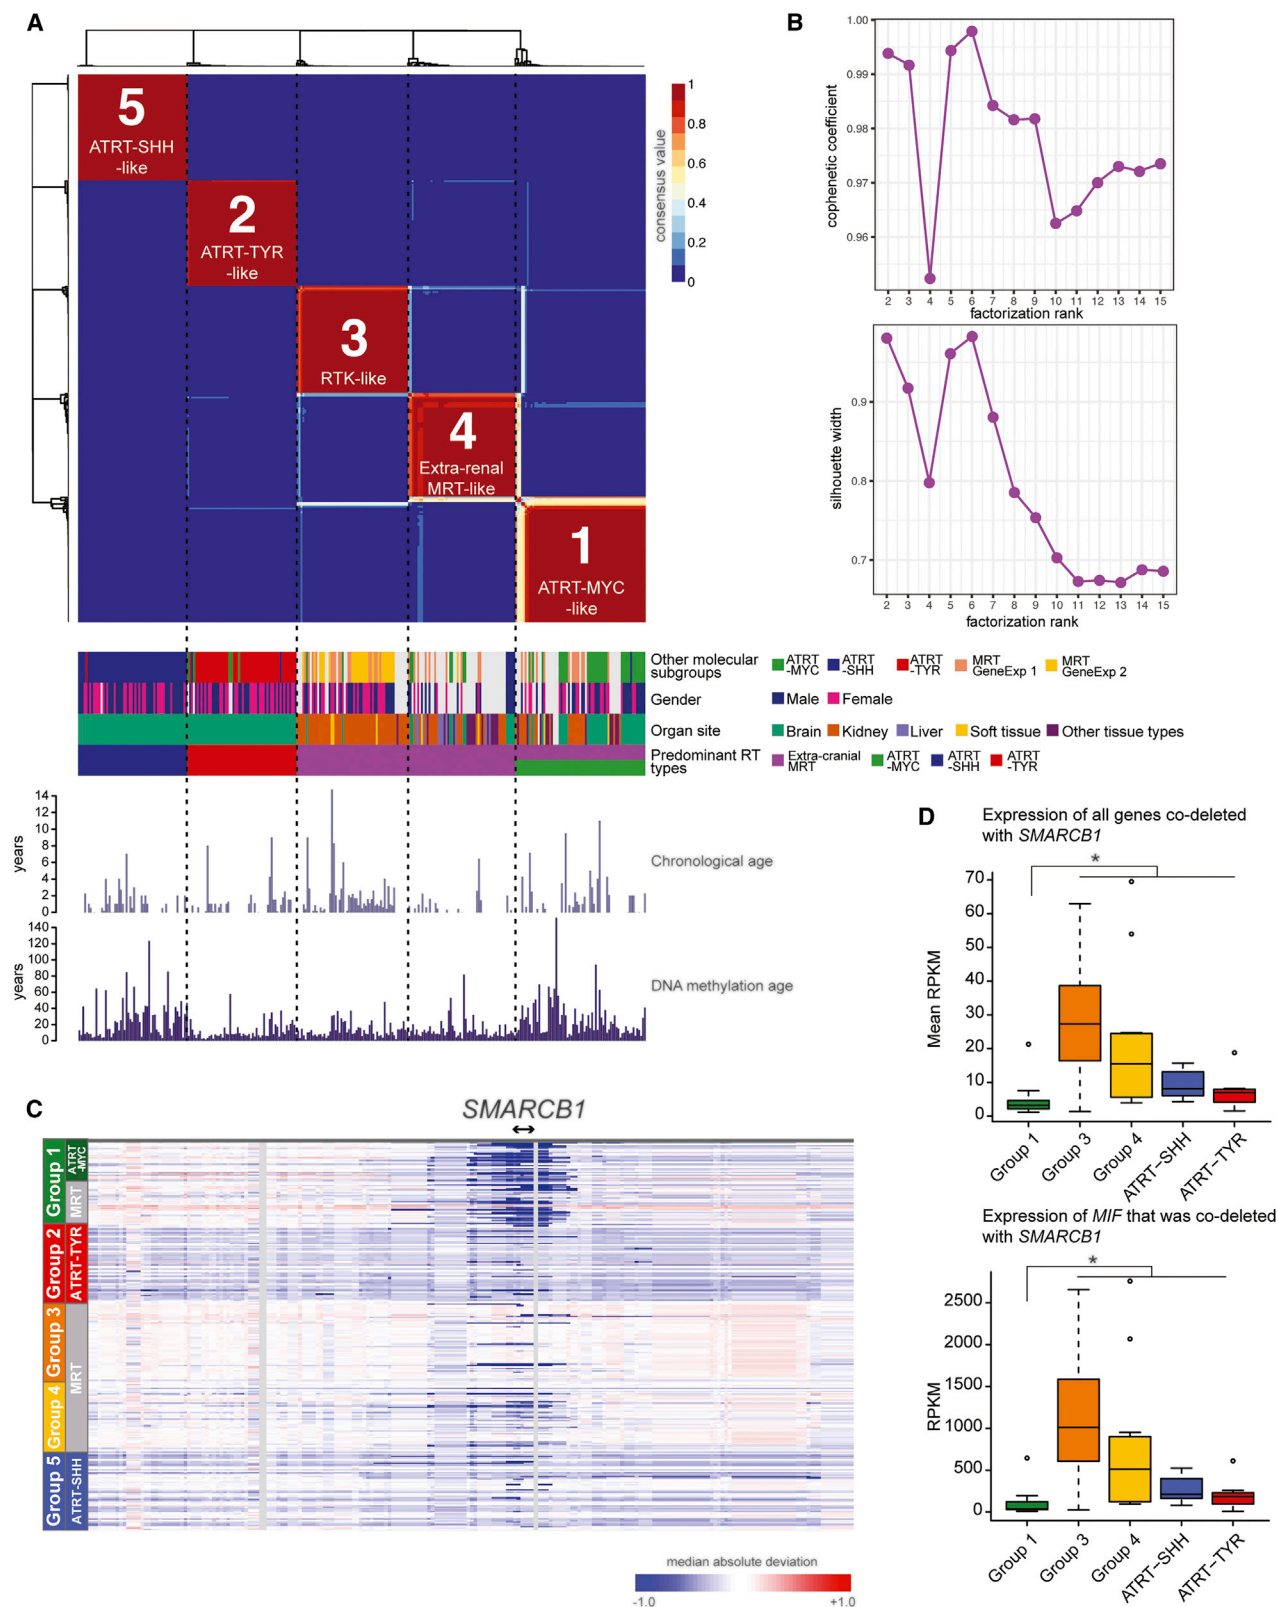 A
5
ATRT-SHH
-like
2
ATRT-TYR
-like
3
RTK-like
4
Extra-renal
MRT-like
1
ATRT-MYC
-like
consensus value
1
0.8
0.6
0.4
0.2
0
Other molecular
subgroups
ATRT
-MYC
ATRT
-SHH
ATRT
-TYR
MRT
GeneExp 1
MRT
GeneExp 2
Gender
Male
Female
Organ site
Brain
Kidney
Liver
Soft tissue
Other tissue types
Predominant RT
types
Extra-cranial
MRT
ATRT
-MYC
ATRT
-SHH
ATRT
-TYR
years
14
12
10
8
6
4
2
0
Chronological age
years
140
120
100
80
60
40
20
0
DNA methylation age
B
cophenetic coefficient
1.00
0.99
0.98
0.97
0.96
2 3 4 5 6 7 8 9 10 11 12 13 14 15
factorization rank
silhouette width
0.9
0.8
0.7
2 3 4 5 6 7 8 9 10 11 12 13 14 15
factorization rank
C
SMARCB1
Group 1
ATRT
-MYC
MRT
Group 2
ATRT-TYR
Group 3
Group 4
MRT
Group 5
ATRT-SHH
median absolute deviation
-1.0
+1.0
D
Expression of all genes co-deleted
with SMARCB1
*
Mean RPKM
70
60
50
40
30
20
10
0
Group 1
Group 3
Group 4
ATRT-SHH
ATRT-TYR
Expression of MIF that was co-deleted
with SMARCB1
*
RPKM
2500
2000
1500
1000
500
0
Group 1
Group 3
Group 4
ATRT-SHH
ATRT-TYR